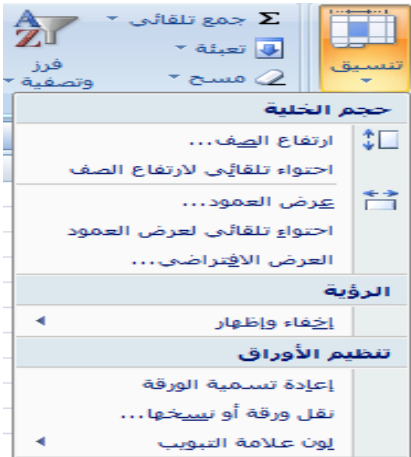 Σ جمع تلقائي
تعبئة
مسح
فرز
وتصفية
تنسيق
حجم الخلية
ارتفاع الصف...
احتواء تلقائي لارتفاع الصف
عرض العمود...
احتواء تلقائي لعرض العمود
العرض الافتراضي...
الرؤية
إخفاء وإظهار
تنظيم الأوراق
إعادة تسمية الورقة
نقل ورقة أو نسخها...
لون علامة التبويب